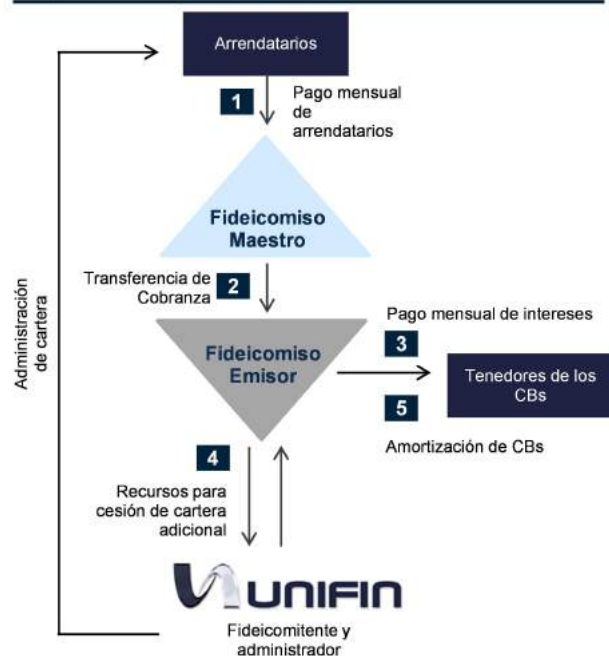 Arrendatarios
1
Pago mensual
de
arrendatarios
Fideicomiso
Maestro
Transferencia de
Cobranza
2
Pago mensual de intereses
Fideicomiso
Emisor
3
Tenedores de los
CBs
5
Amortización de CBs
4
Recursos para
cesión de cartera
adicional
Administración
de cartera
UNIFIN
Fideicomitente y
administrador